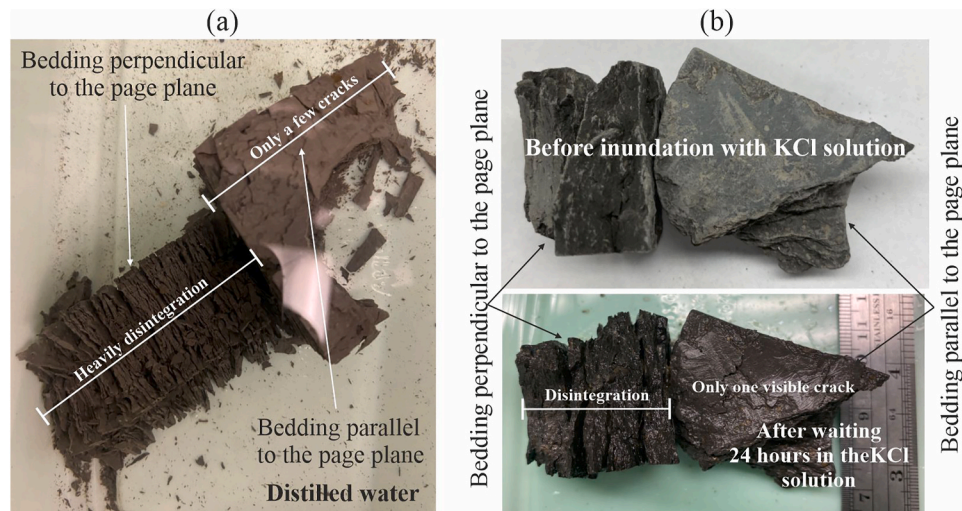 (a)
Bedding perpendicular
to the page plane
Only a few cracks
Heavily disintegration
Bedding parallel
to the page plane
Distilled water
(b)
Bedding perpendicular to the page plane
Before inundation with KCl solution
Bedding parallel to the page plane
Disintegration
Only one visible crack
After waiting
24 hours in theKCl
solution